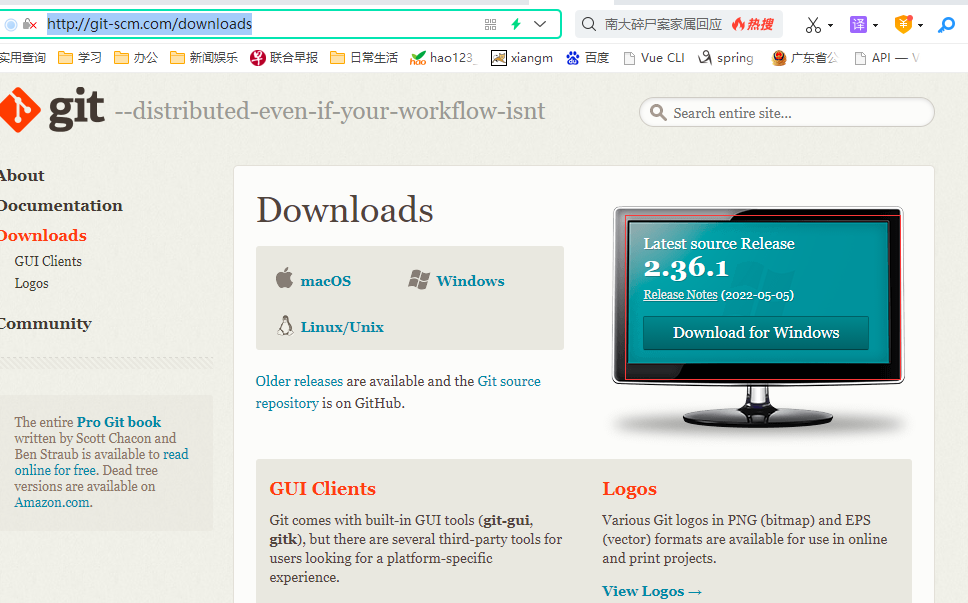 http://git-scm.com/downloads
南大碎尸案家属回应 热搜
译
实用查询 学习 办公 新闻娱乐 联合早报 日常生活 hao123_ xiangm 百度 Vue CLI spring 广东省公 API — V
git --distributed-even-if-your-workflow-isnt
Search entire site...
About
Documentation
Downloads
GUI Clients
Logos
Community
The entire Pro Git book
written by Scott Chacon and
Ben Straub is available to read
online for free. Dead tree
versions are available on
Amazon.com.
Downloads
macOS Windows
Linux/Unix
Older releases are available and the Git source
repository is on GitHub.
Latest source Release
2.36.1
Release Notes (2022-05-05)
Download for Windows
GUI Clients
Git comes with built-in GUI tools (git-gui,
gitk), but there are several third-party tools for
users looking for a platform-specific
experience.
Logos
Various Git logos in PNG (bitmap) and EPS
(vector) formats are available for use in online
and print projects.
View Logos →